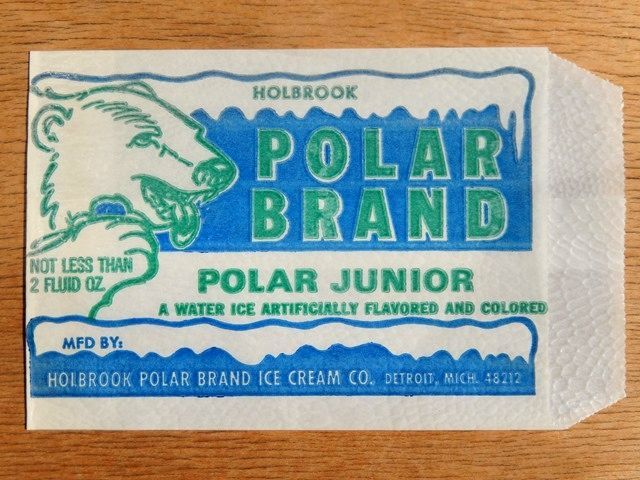 HOLBROOK
POLAR
BRAND
NOT LESS THAN
2 FLUID OZ.
POLAR JUNIOR
A WATER ICE ARTIFICIALLY FLAVORED AND COLORED
MFD BY:
HOLBROOK POLAR BRAND ICE CREAM CO. DETROIT, MICH. 48212